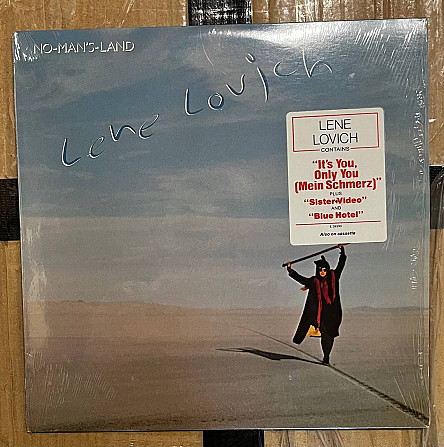 NO-MAN'S-LAND
Lene Lovich
LENE
LOVICH
CONTAINS
"It's You,
Only You
(Mein Schmerz)"
PLUS
"Sister Video"
AND
"Blue Hotel"
Also on cassette